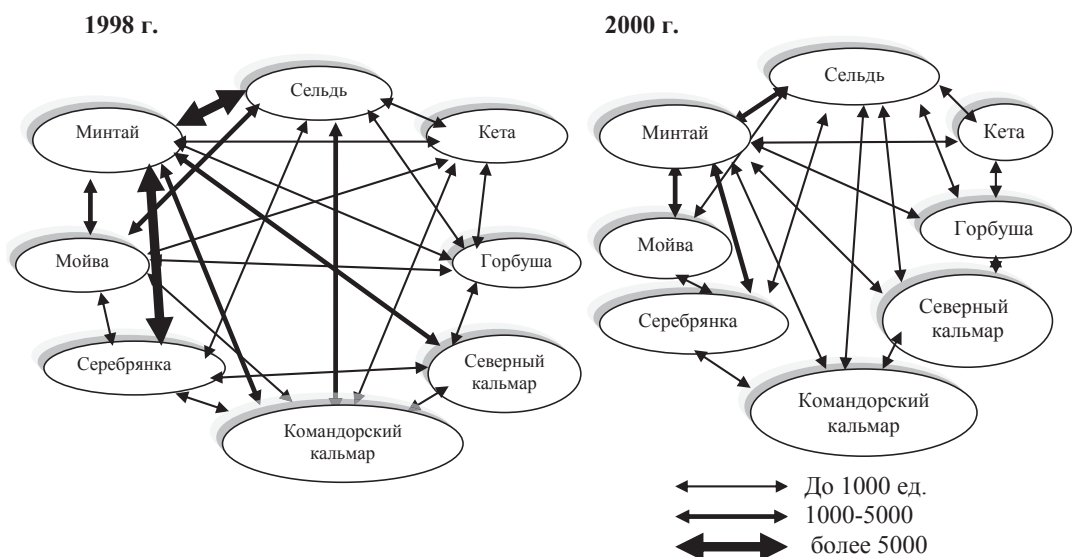 1998 г.
Сельдь
Минтай
Кета
Мойва
Горбуша
Серебрянка
Северный
кальмар
Командорский
кальмар
2000 г.
Сельдь
Минтай
Кета
Мойва
Горбуша
Серебрянка
Северный
кальмар
Командорский
кальмар
До 1000 ед.
1000-5000
более 5000